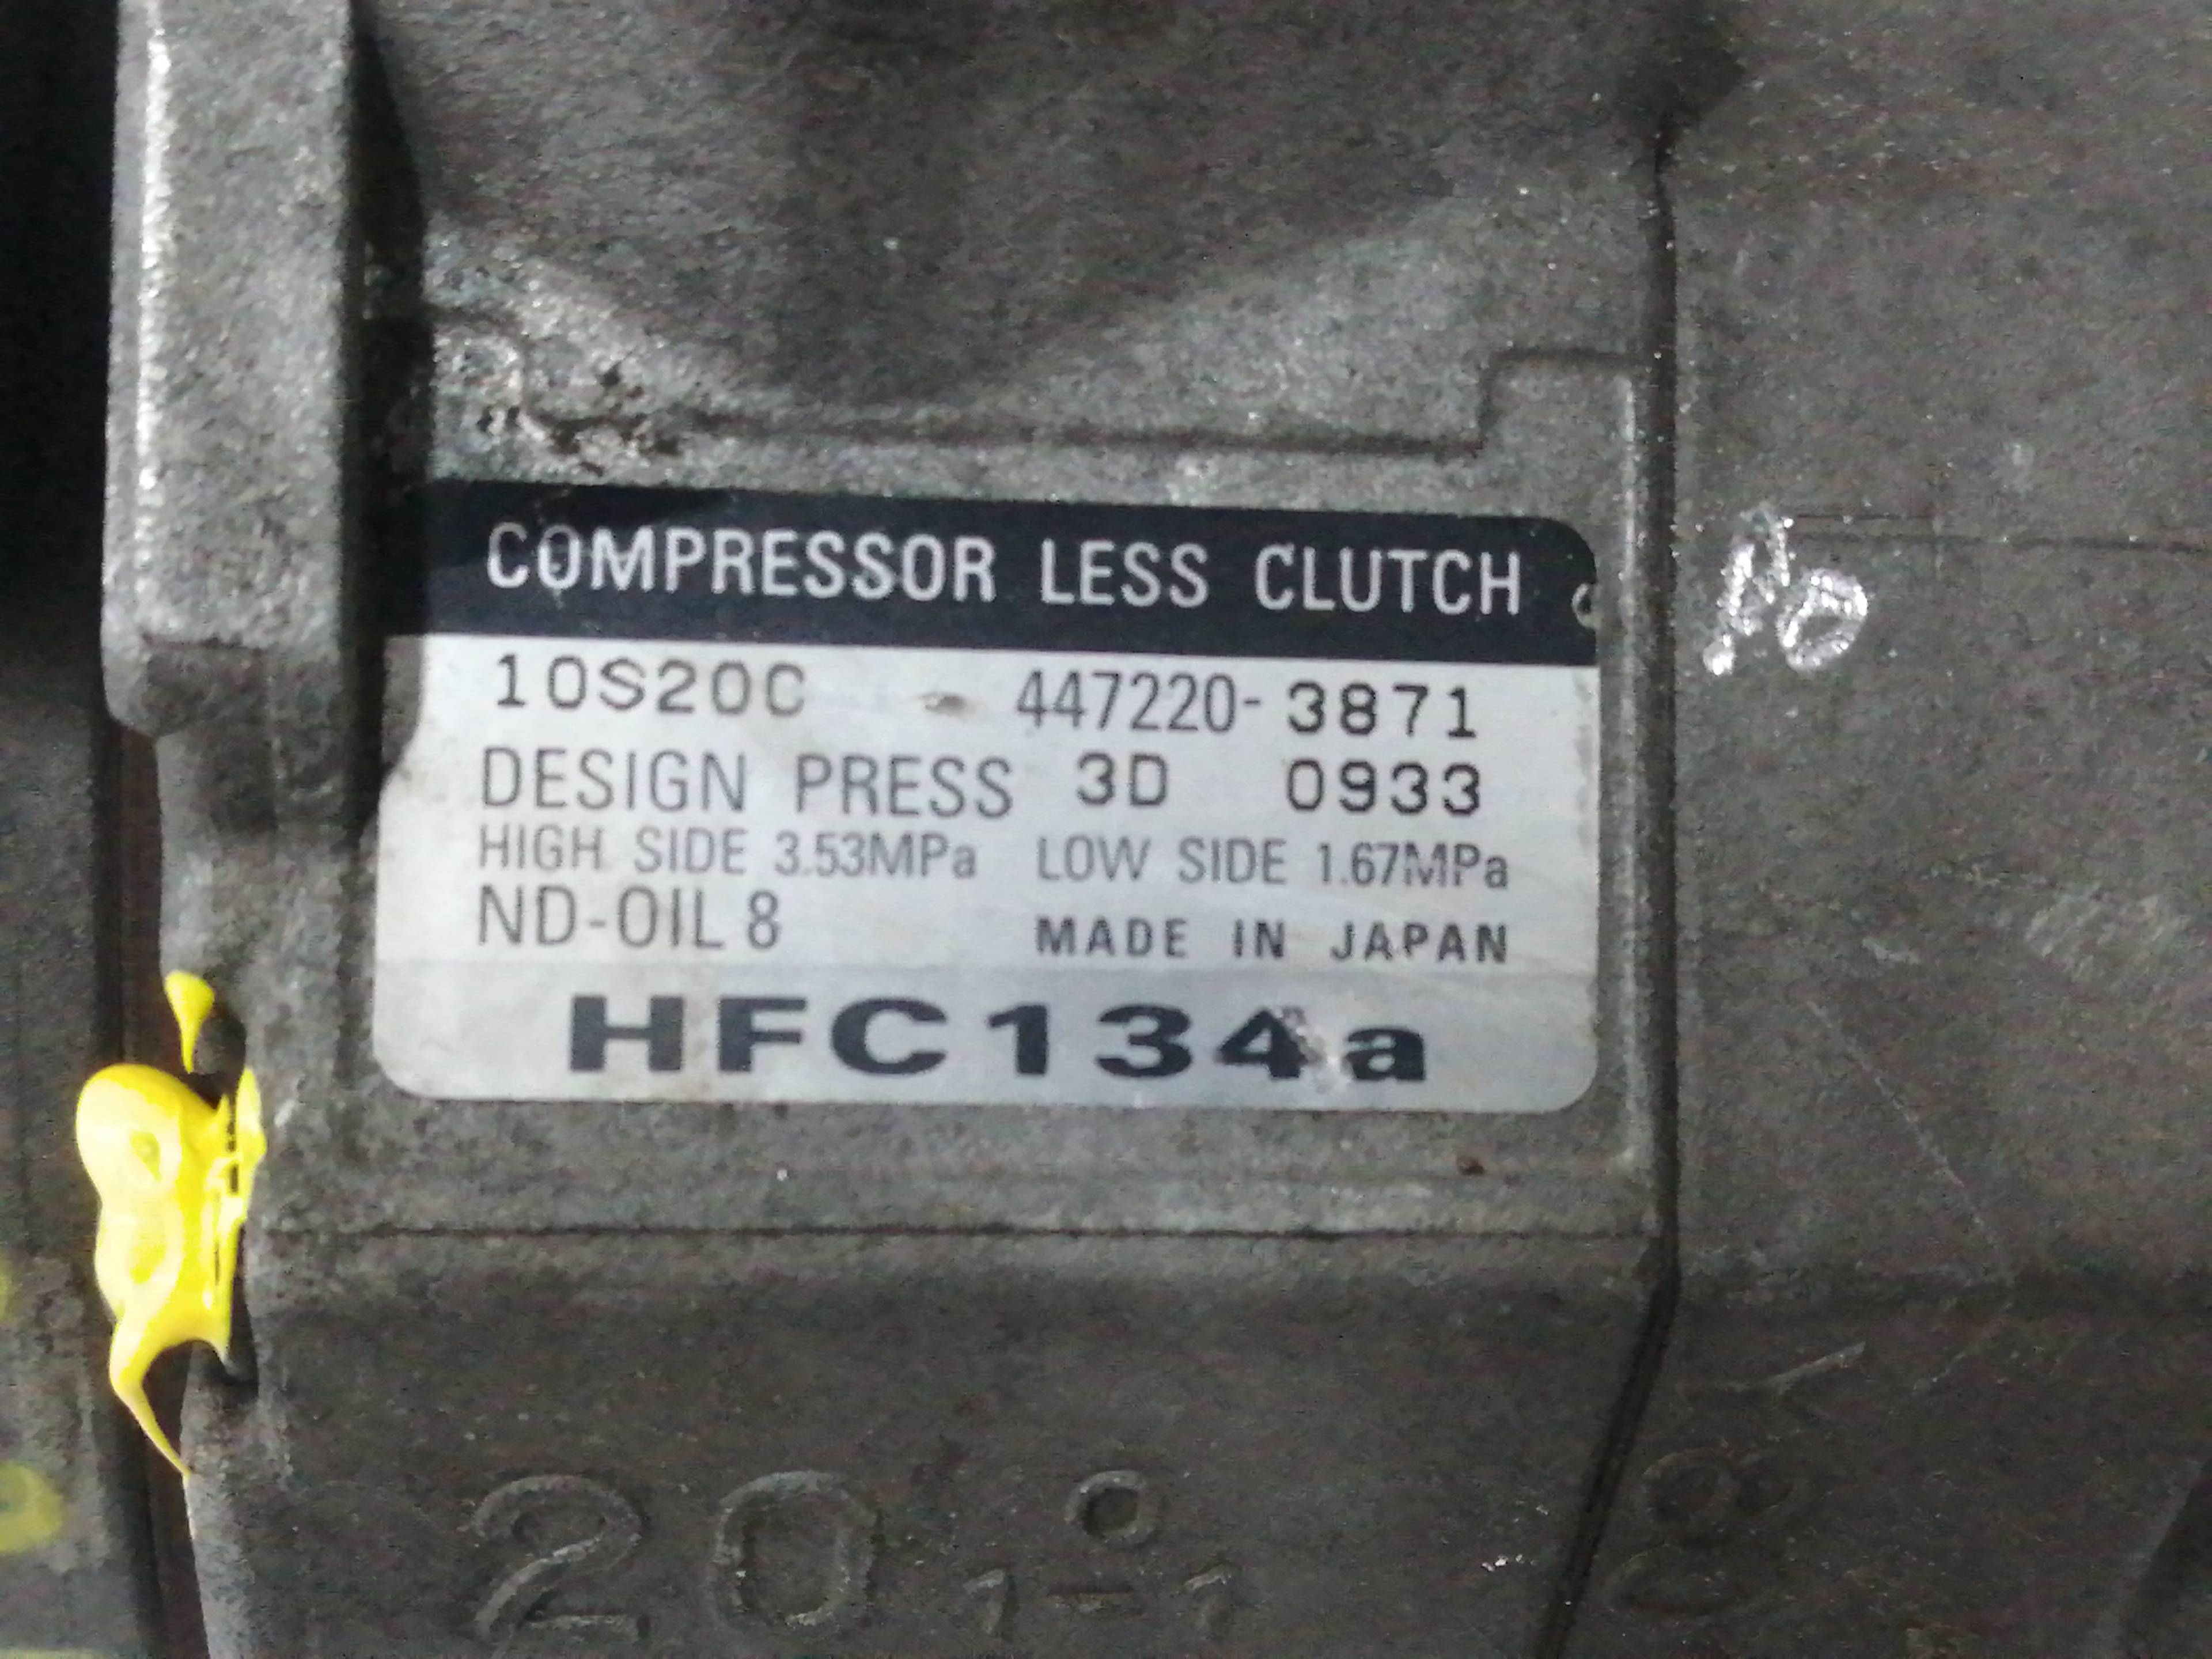 COMPRESSOR LESS CLUTCH
10S20C 447220-3871
DESIGN PRESS 3D 0933
HIGH SIDE 3.53MPa LOW SIDE 1.67MPa
ND-OIL 8 MADE IN JAPAN
HFC134a
20